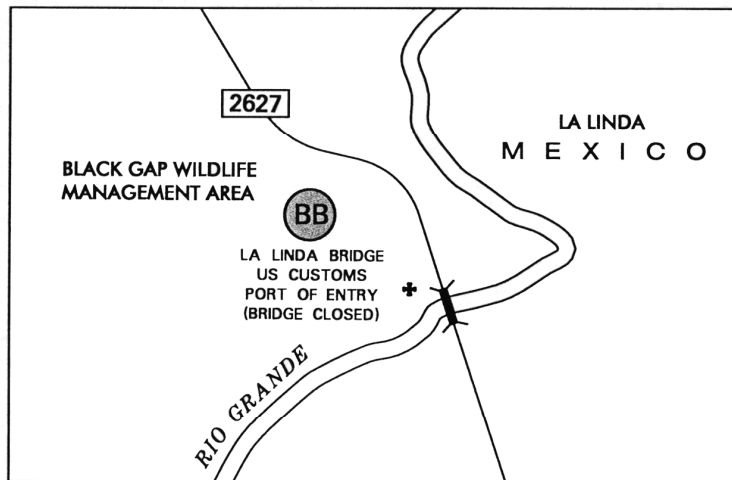 2627
LA LINDA
MEXICO
BLACK GAP WILDLIFE
MANAGEMENT AREA
BB
LA LINDA BRIDGE
US CUSTOMS
PORT OF ENTRY
(BRIDGE CLOSED)
RIO GRANDE